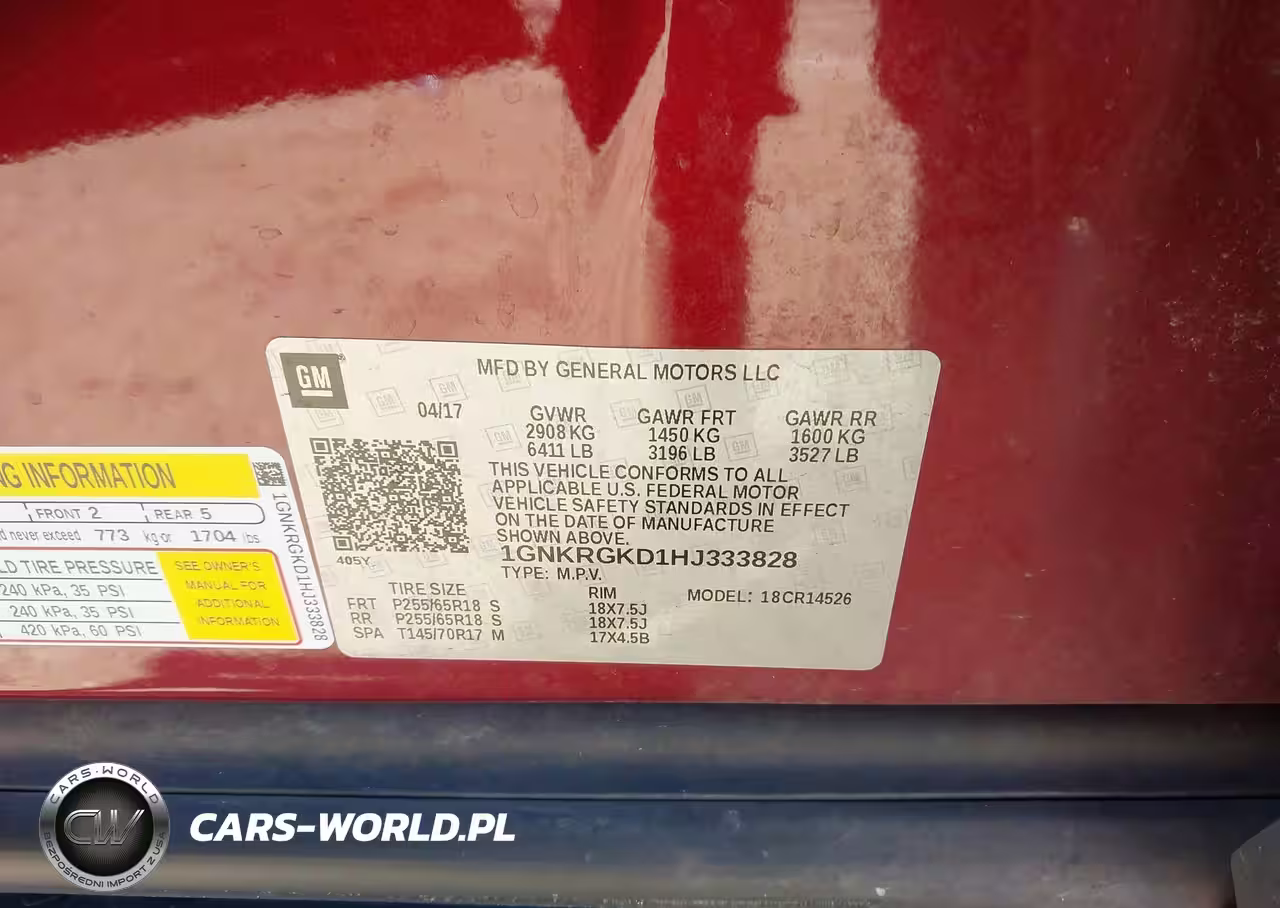 GM
MFD BY GENERAL MOTORS LLC
04/17
GVWR GAWR FRT GAWR RR
2908 KG 1450 KG 1600 KG
6411 LB 3196 LB 3527 LB
THIS VEHICLE CONFORMS TO ALL
APPLICABLE U.S. FEDERAL MOTOR
VEHICLE SAFETY STANDARDS IN EFFECT
ON THE DATE OF MANUFACTURE
SHOWN ABOVE.
1GNKRGKD1HJ333828
405Y
TYPE: M.P.V.
MODEL: 18CR14526
TIRE SIZE RIM
FRT P255/65R18 S 18X7.5J
RR P255/65R18 S 18X7.5J
SPA T145/70R17 M 17X4.5B
INFORMATION
FRONT 2 REAR 5
never exceed 773 kg or 1704 lbs
TIRE PRESSURE
240 kPa, 35 PSI
240 kPa, 35 PSI
420 kPa, 60 PSI
SEE OWNER'S
MANUAL FOR
ADDITIONAL
INFORMATION
1GNKRGKD1HJ333828
CARS-WORLD
CW
BEZPOŚREDNI IMPORT Z USA
CARS-WORLD.PL